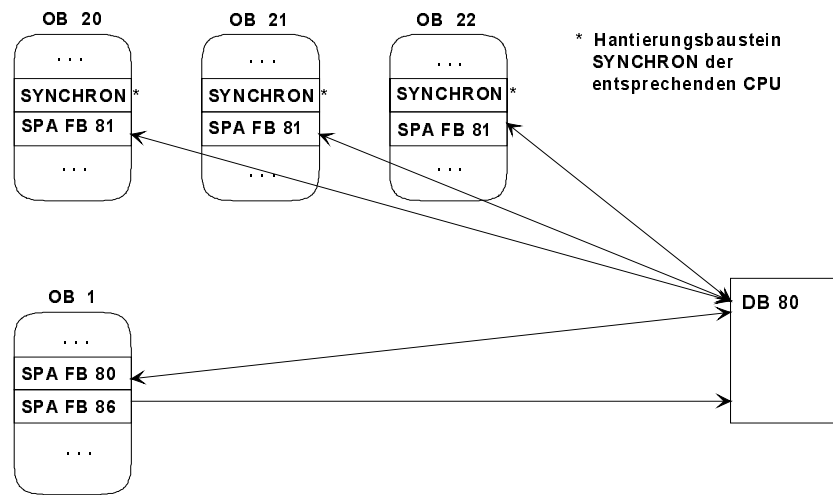 OB 20
OB 21
OB 22
* Hantierungsbaustein
SYNCHRON der
entsprechenden CPU
...
...
...
SYNCHRON *
SYNCHRON *
SYNCHRON *
SPA FB 81
SPA FB 81
SPA FB 81
...
...
...
OB 1
...
SPA FB 80
SPA FB 86
...
DB 80